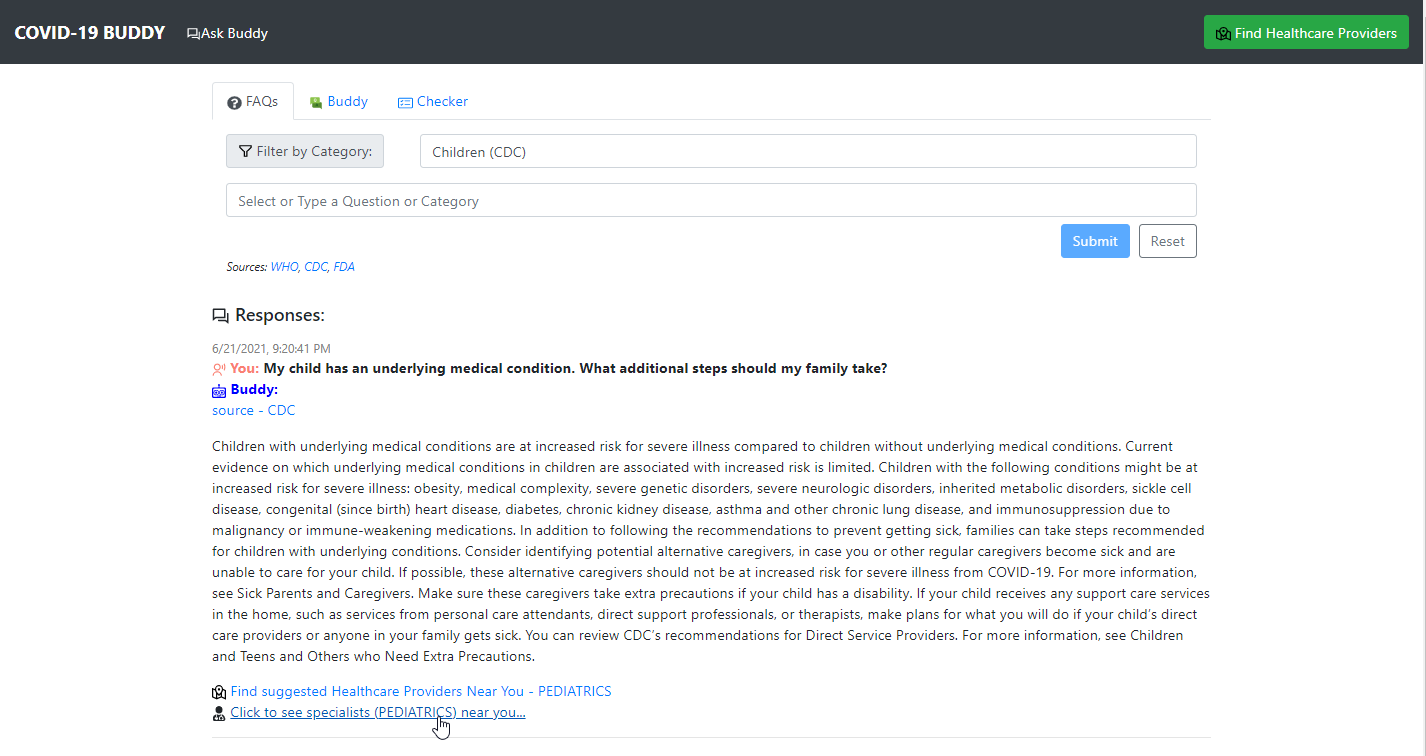 COVID-19 BUDDY Ask Buddy Find Healthcare Providers
FAQs Buddy Checker
Filter by Category: Children (CDC)
Select or Type a Question or Category
Submit Reset
Sources: WHO, CDC, FDA
Responses:
6/21/2021, 9:20:41 PM
You: My child has an underlying medical condition. What additional steps should my family take?
Buddy:
source - CDC
Children with underlying medical conditions are at increased risk for severe illness compared to children without underlying medical conditions. Current
evidence on which underlying medical conditions in children are associated with increased risk is limited. Children with the following conditions might be at
increased risk for severe illness: obesity, medical complexity, severe genetic disorders, severe neurologic disorders, inherited metabolic disorders, sickle cell
disease, congenital (since birth) heart disease, diabetes, chronic kidney disease, asthma and other chronic lung disease, and immunosuppression due to
malignancy or immune-weakening medications. In addition to following the recommendations to prevent getting sick, families can take steps recommended
for children with underlying conditions. Consider identifying potential alternative caregivers, in case you or other regular caregivers become sick and are
unable to care for your child. If possible, these alternative caregivers should not be at increased risk for severe illness from COVID-19. For more information,
see Sick Parents and Caregivers. Make sure these caregivers take extra precautions if your child has a disability. If your child receives any support care services
in the home, such as services from personal care attendants, direct support professionals, or therapists, make plans for what you will do if your child's direct
care providers or anyone in your family gets sick. You can review CDC's recommendations for Direct Service Providers. For more information, see Children
and Teens and Others who Need Extra Precautions.
Find suggested Healthcare Providers Near You - PEDIATRICS
Click to see specialists (PEDIATRICS) near you...